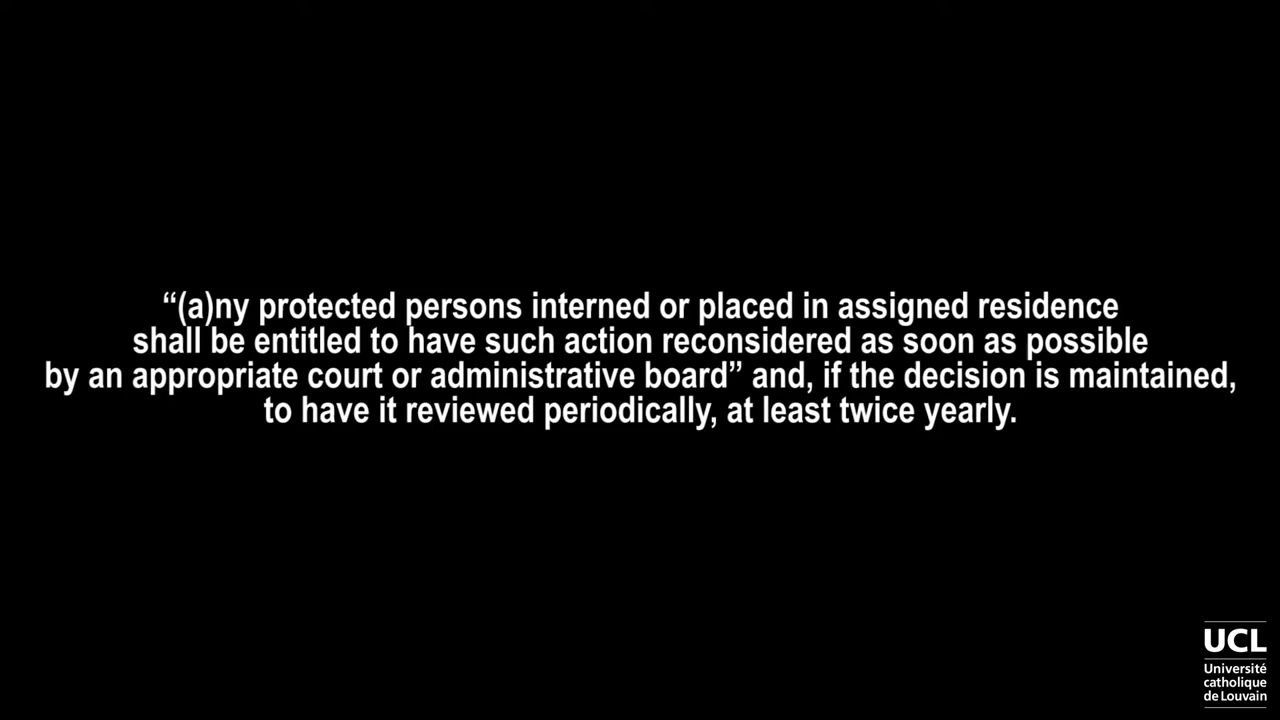 “(a)ny protected persons interned or placed in assigned residence
shall be entitled to have such action reconsidered as soon as possible
by an appropriate court or administrative board” and, if the decision is maintained,
to have it reviewed periodically, at least twice yearly.
UCL
Université
catholique
de Louvain